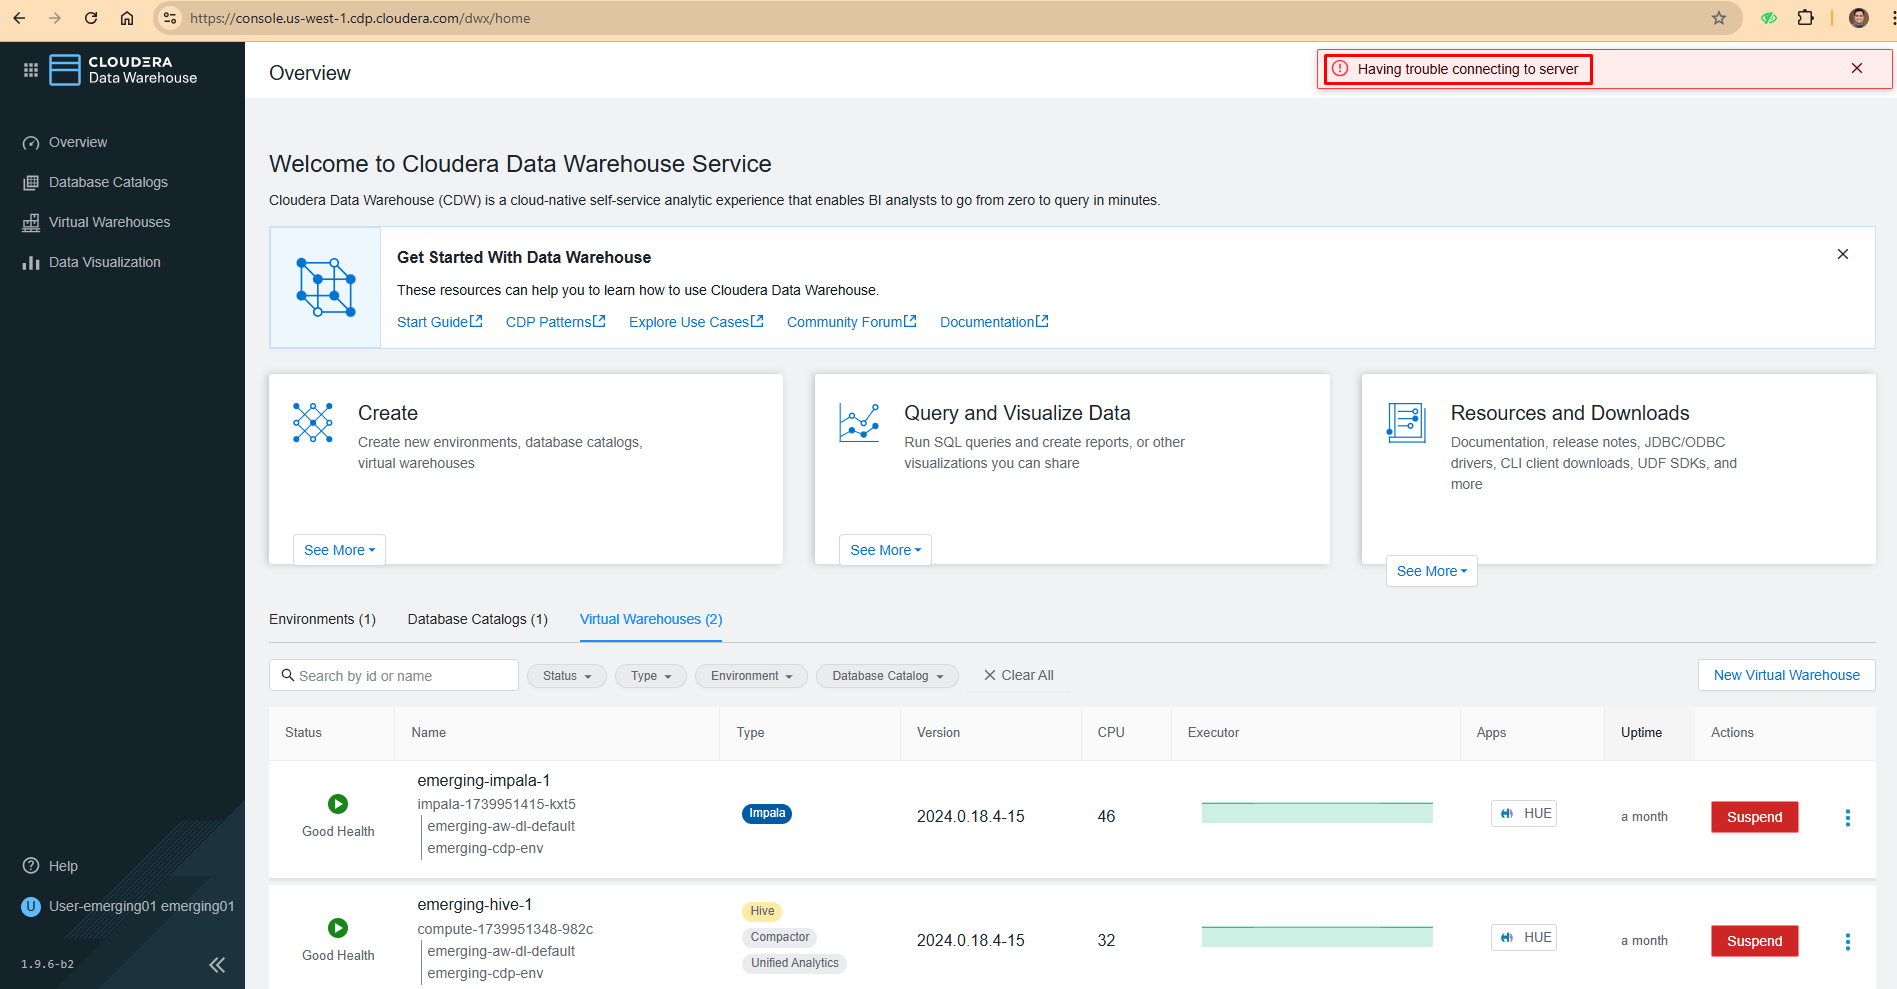 https://console.us-west-1.cdp.cloudera.com/dwx/home
CLOUDERA
Data Warehouse
Overview
Having trouble connecting to server
Overview
Database Catalogs
Virtual Warehouses
Data Visualization
Welcome to Cloudera Data Warehouse Service
Cloudera Data Warehouse (CDW) is a cloud-native self-service analytic experience that enables BI analysts to go from zero to query in minutes.
Get Started With Data Warehouse
These resources can help you to learn how to use Cloudera Data Warehouse.
Start Guide CDP Patterns Explore Use Cases Community Forum Documentation
Create
Create new environments, database catalogs,
virtual warehouses
See More
Query and Visualize Data
Run SQL queries and create reports, or other
visualizations you can share
See More
Resources and Downloads
Documentation, release notes, JDBC/ODBC
drivers, CLI client downloads, UDF SDKs, and
more
See More
Environments (1) Database Catalogs (1) Virtual Warehouses (2)
Search by id or name Status Type Environment Database Catalog Clear All New Virtual Warehouse
Status Name Type Version CPU Executor Apps Uptime Actions
Good Health
emerging-impala-1
impala-1739951415-kxt5
emerging-aw-dl-default
emerging-cdp-env
Impala
2024.0.18.4-15
46
HUE
a month
Suspend
Good Health
emerging-hive-1
compute-1739951348-982c
emerging-aw-dl-default
emerging-cdp-env
Hive
Compactor
Unified Analytics
2024.0.18.4-15
32
HUE
a month
Suspend
Help
U User-emerging01 emerging01
1.9.6-b2